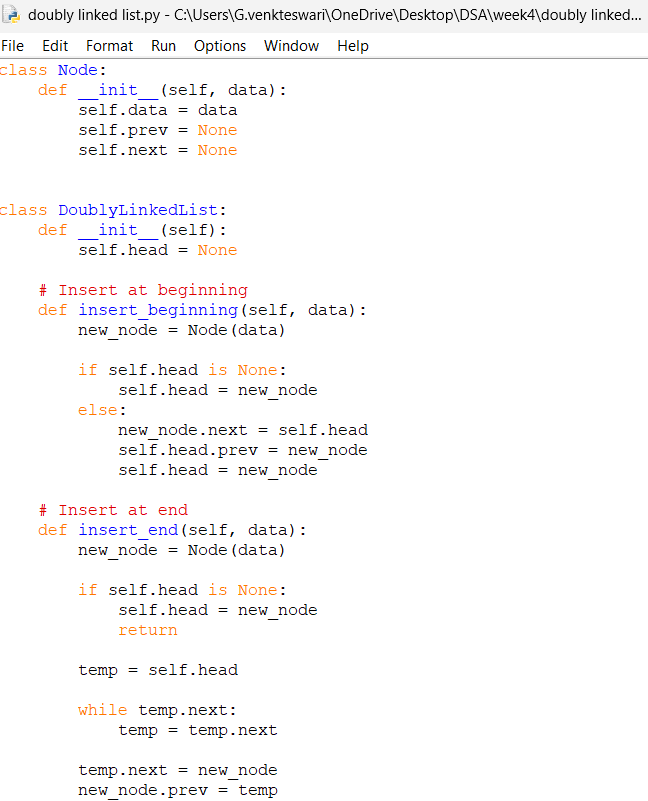 doubly linked list.py - C:\Users\G.venkteswari\OneDrive\Desktop\DSA\week4\doubly linked...
File Edit Format Run Options Window Help
class Node:
    def __init__(self, data):
        self.data = data
        self.prev = None
        self.next = None

class DoublyLinkedList:
    def __init__(self):
        self.head = None

    # Insert at beginning
    def insert_beginning(self, data):
        new_node = Node(data)

        if self.head is None:
            self.head = new_node
        else:
            new_node.next = self.head
            self.head.prev = new_node
            self.head = new_node

    # Insert at end
    def insert_end(self, data):
        new_node = Node(data)

        if self.head is None:
            self.head = new_node
            return

        temp = self.head

        while temp.next:
            temp = temp.next

        temp.next = new_node
        new_node.prev = temp